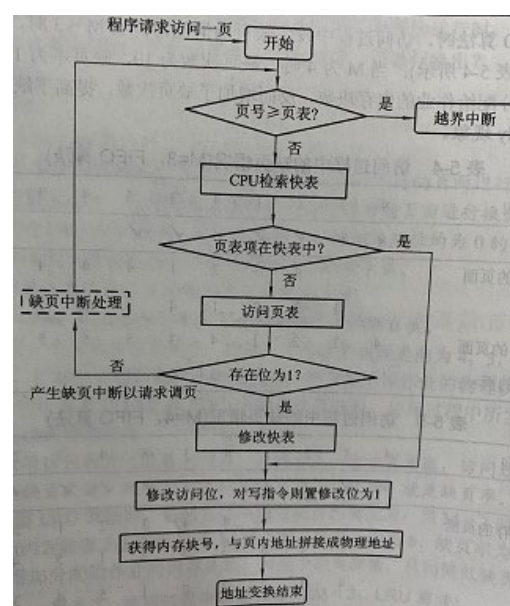 程序请求访问一页
开始
页号≥页表?
是
越界中断
否
CPU检索快表
页表项在快表中?
是
否
缺页中断处理
访问页表
否
存在位为1?
产生缺页中断以请求调页
是
修改快表
修改访问位，对写指令则置修改位为1
获得内存块号，与页内地址拼接成物理地址
地址变换结束